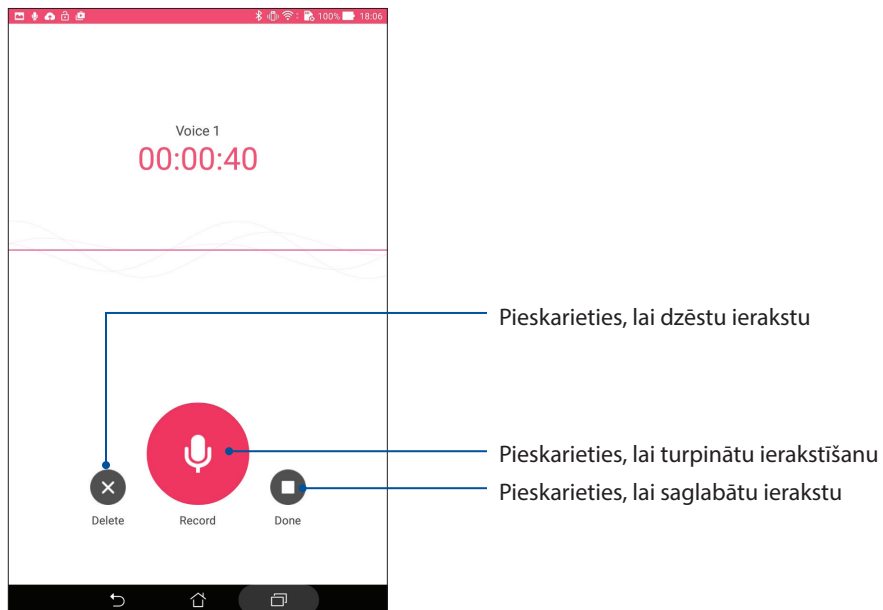 100% 18:06
Voice 1
00:00:40
Pieskarieties, lai dzēstu ierakstu
Pieskarieties, lai turpinātu ierakstīšanu
Pieskarieties, lai saglabātu ierakstu
Delete Record Done